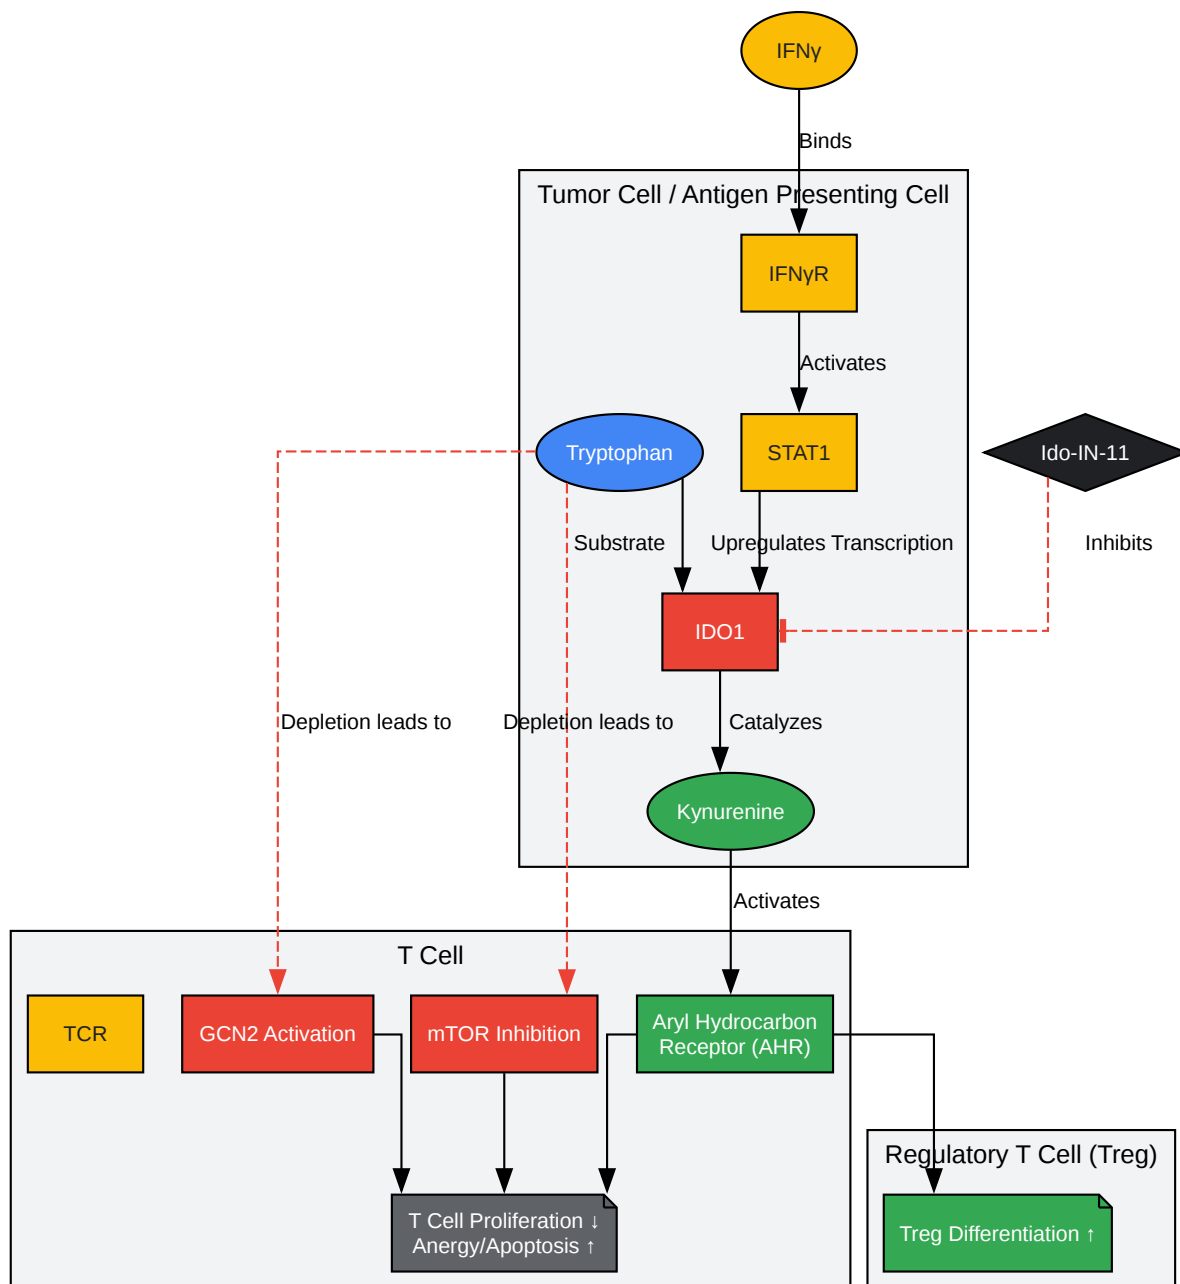 IFNγ
Binds
Tumor Cell / Antigen Presenting Cell
IFNγR
Activates
Tryptophan
STAT1
Ido-IN-11
Substrate
Upregulates Transcription
Inhibits
IDO1
Depletion leads to
Depletion leads to
Catalyzes
Kynurenine
Activates
T Cell
TCR
GCN2 Activation
mTOR Inhibition
Aryl Hydrocarbon
Receptor (AHR)
Regulatory T Cell (Treg)
T Cell Proliferation ↓
Anergy/Apoptosis ↑
Treg Differentiation ↑